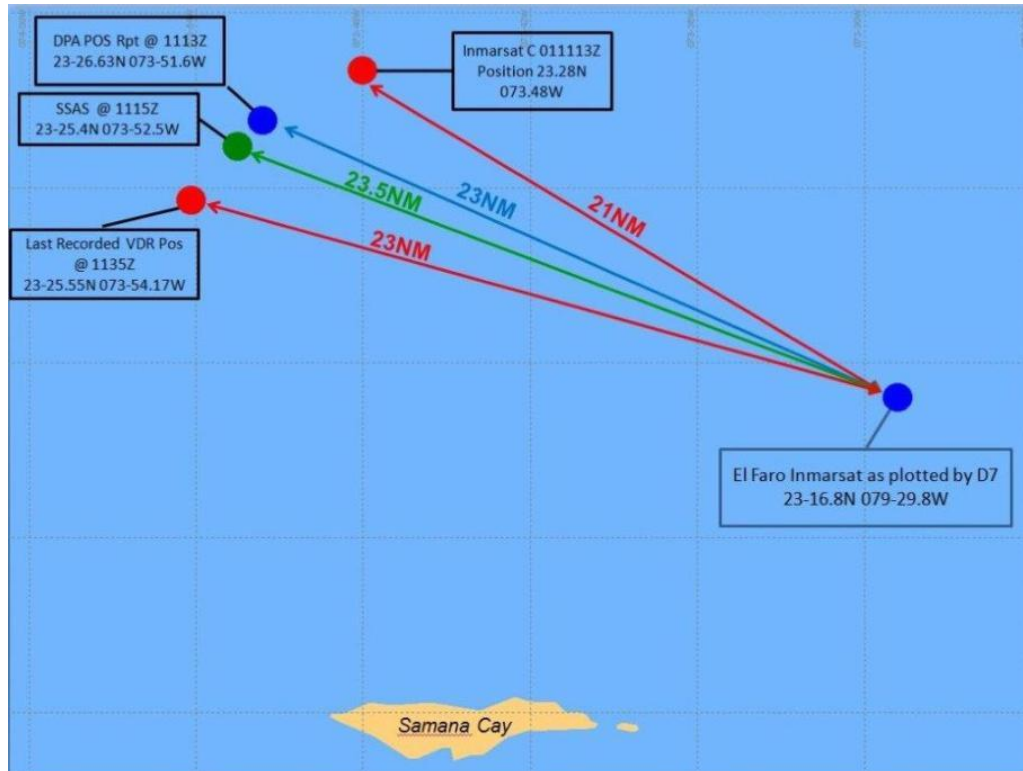 DPA POS Rpt @ 1113Z
23-26.63N 073-51.6W
Inmarsat C 011113Z
Position 23.28N
073.48W
SSAS @ 1115Z
23-25.4N 073-52.5W
23.5NM
23NM
21NM
23NM
Last Recorded VDR Pos
@ 1135Z
23-25.55N 073-54.17W
El Faro Inmarsat as plotted by D7
23-16.8N 079-29.8W
Samana Cay